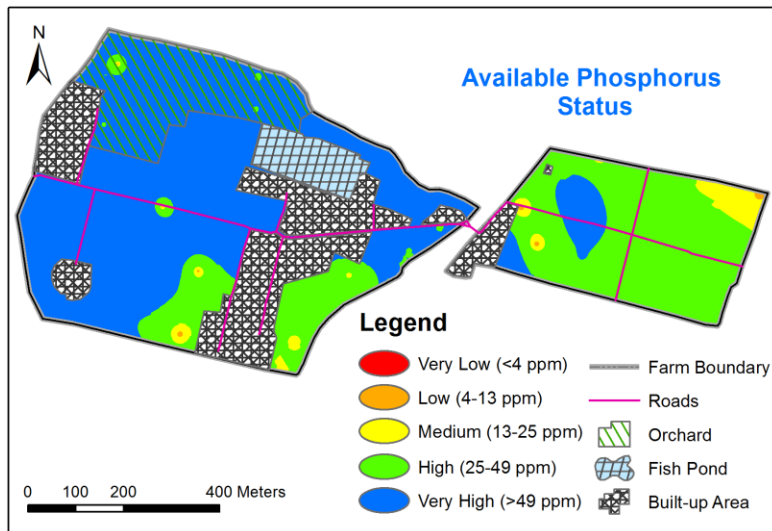 N
Available Phosphorus
Status
Legend
Very Low (<4 ppm)
Low (4-13 ppm)
Medium (13-25 ppm)
High (25-49 ppm)
Very High (>49 ppm)
Farm Boundary
Roads
Orchard
Fish Pond
Built-up Area
0 100 200 400 Meters